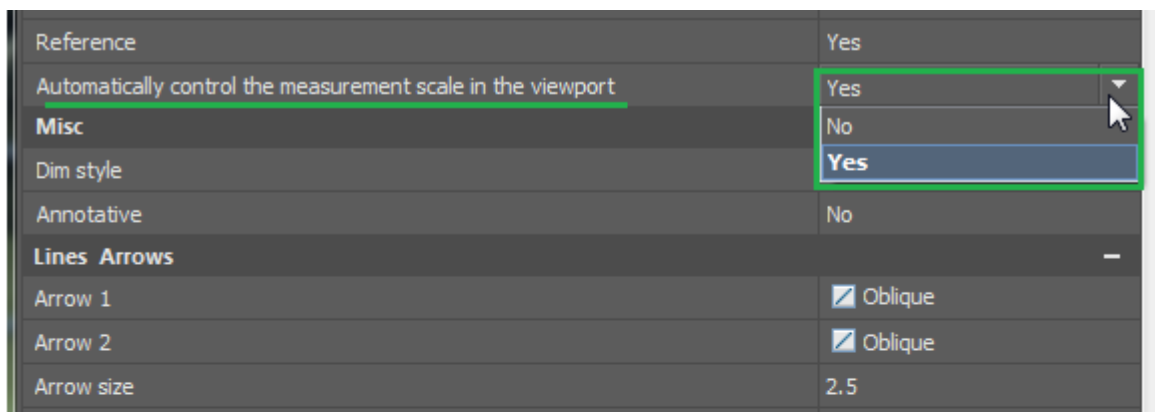 Reference Yes
Automatically control the measurement scale in the viewport Yes
Misc No
Dim style Yes
Annotative No
Lines Arrows
Arrow 1 Oblique
Arrow 2 Oblique
Arrow size 2.5